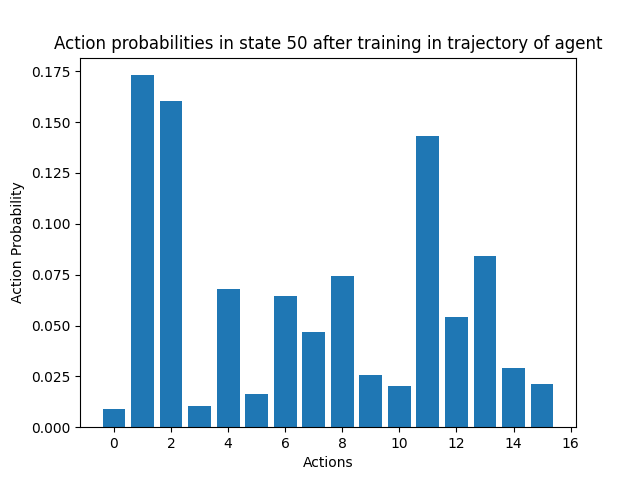 Action probabilities in state 50 after training in trajectory of agent
0.175
0.150
0.125
0.100
0.075
0.050
0.025
0.000
Action Probability
0 2 4 6 8 10 12 14 16
Actions